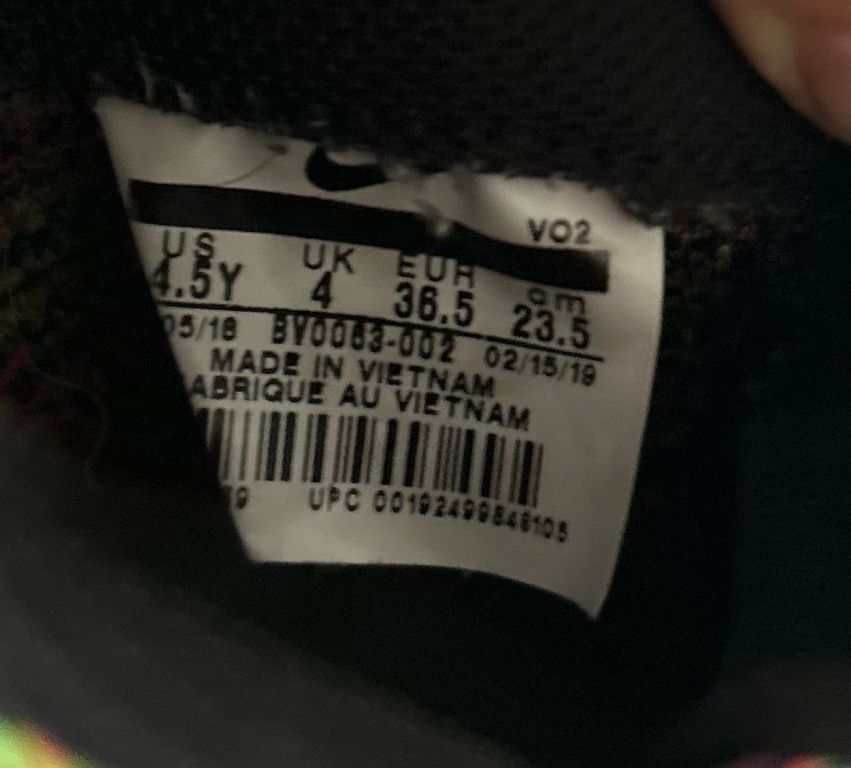 VO2
US UK EUR cm
4.5Y 4 36.5 23.5
05/18 BV0063-002 02/15/19
MADE IN VIETNAM
ABRIQUE AU VIETNAM
UPC 00192499848105